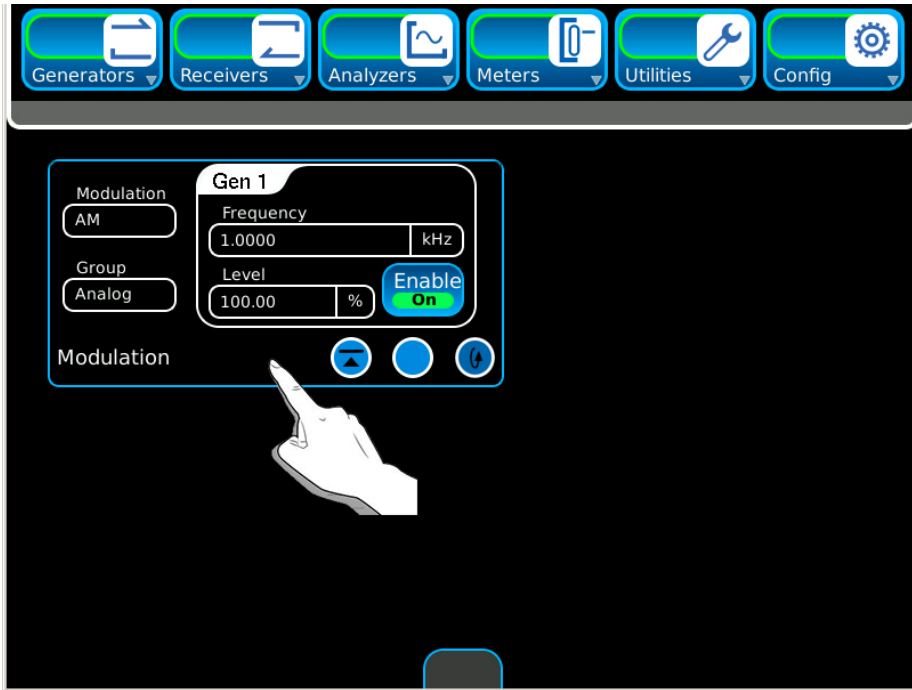 Generators Receivers Analyzers Meters Utilities Config
Gen 1
Modulation
AM
Frequency
1.0000 kHz
Group
Analog
Level
100.00 %
Enable
On
Modulation